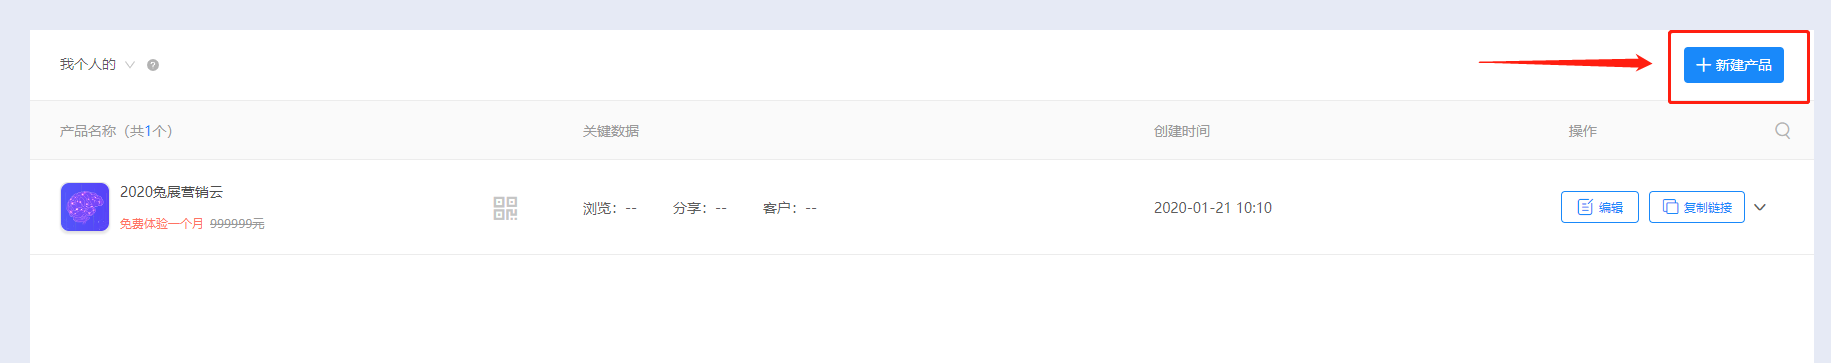 我个人的
新建产品
产品名称（共1个） 关键数据 创建时间 操作
2020兔展营销云
免费体验一个月 999999元
浏览：-- 分享：-- 客户：-- 2020-01-21 10:10 编辑 复制链接